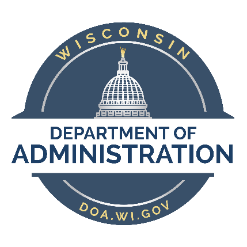 WISCONSIN
DEPARTMENT OF
ADMINISTRATION
DOA.WI.GOV